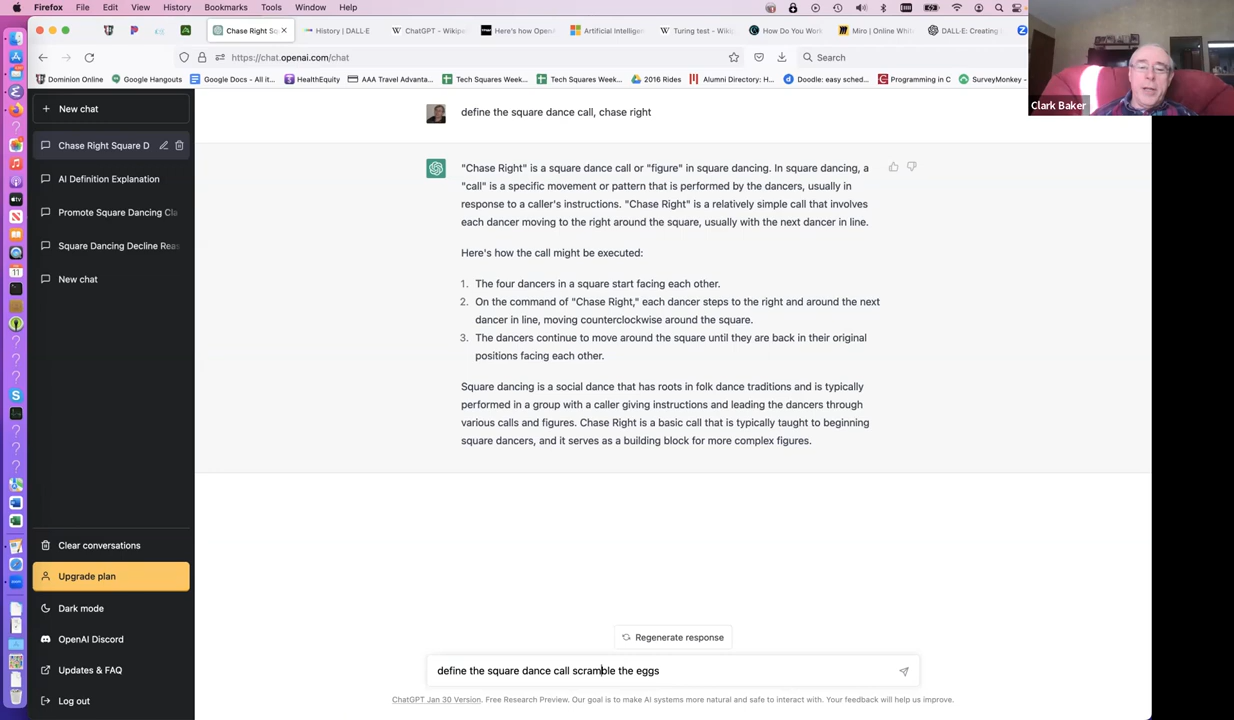 Firefox File Edit View History Bookmarks Tools Window Help
Chase Right Sq
History | DALL·E
ChatGPT - Wikipe
Here's how OpenA
Artificial Intelligenc
Turing test - Wikip
How Do You Work
Miro | Online Whit
DALL·E: Creating
https://chat.openai.com/chat
Search
Dominion Online
Google Hangouts
Google Docs - All it...
HealthEquity
AAA Travel Advanta...
Tech Squares Week...
Tech Squares Week...
2016 Rides
Alumni Directory: H...
Doodle: easy sched...
Programming in C
SurveyMonkey
Clark Baker
New chat
Chase Right Square D
AI Definition Explanation
Promote Square Dancing Cla
Square Dancing Decline Reas
New chat
Clear conversations
Upgrade plan
Dark mode
OpenAI Discord
Updates & FAQ
Log out
define the square dance call, chase right
"Chase Right" is a square dance call or "figure" in square dancing. In square dancing, a
"call" is a specific movement or pattern that is performed by the dancers, usually in
response to a caller's instructions. "Chase Right" is a relatively simple call that involves
each dancer moving to the right around the square, usually with the next dancer in line.
Here's how the call might be executed:
1. The four dancers in a square start facing each other.
2. On the command of "Chase Right," each dancer steps to the right and around the next
dancer in line, moving counterclockwise around the square.
3. The dancers continue to move around the square until they are back in their original
positions facing each other.
Square dancing is a social dance that has roots in folk dance traditions and is typically
performed in a group with a caller giving instructions and leading the dancers through
various calls and figures. Chase Right is a basic call that is typically taught to beginning
square dancers, and it serves as a building block for more complex figures.
Regenerate response
define the square dance call scramble the eggs
ChatGPT Jan 30 Version. Free Research Preview. Our goal is to make AI systems more natural and safe to interact with. Your feedback will help us improve.